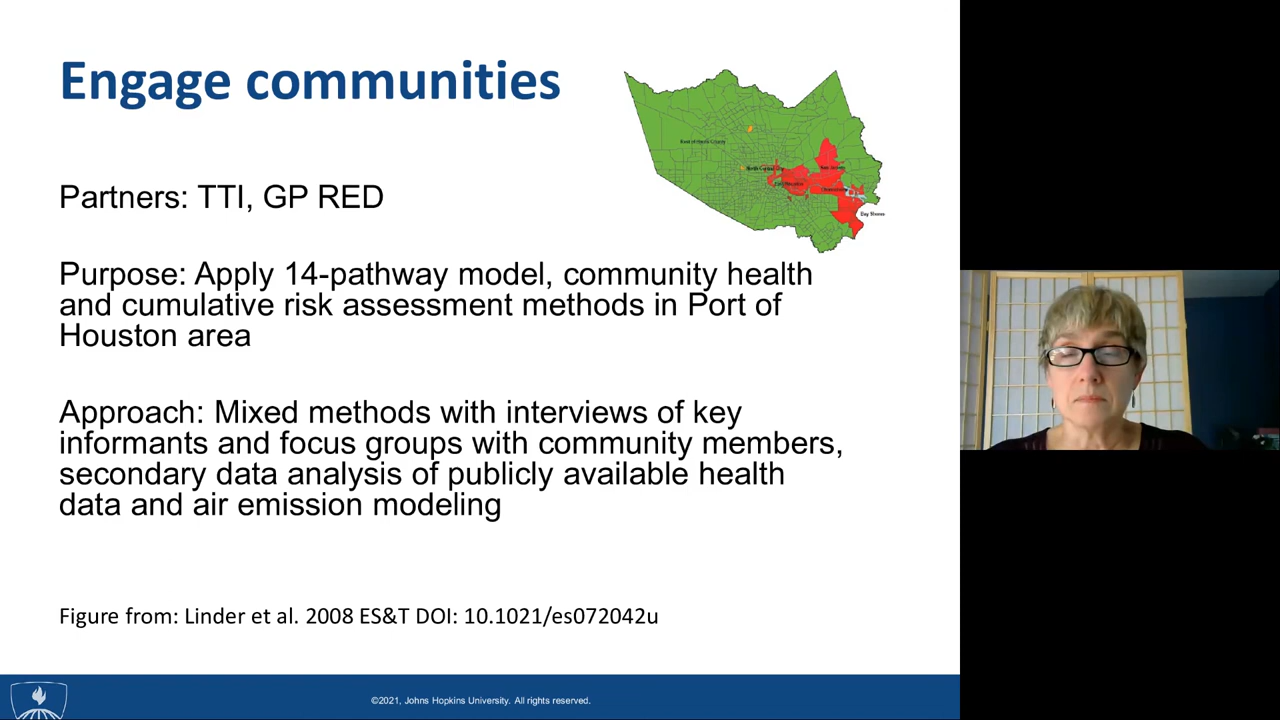 Engage communities
Partners: TTI, GP RED
Purpose: Apply 14-pathway model, community health
and cumulative risk assessment methods in Port of
Houston area
Approach: Mixed methods with interviews of key
informants and focus groups with community members,
secondary data analysis of publicly available health
data and air emission modeling
Bay Shores
Figure from: Linder et al. 2008 ES&T DOI: 10.1021/es072042u
©2021, Johns Hopkins University. All rights reserved.